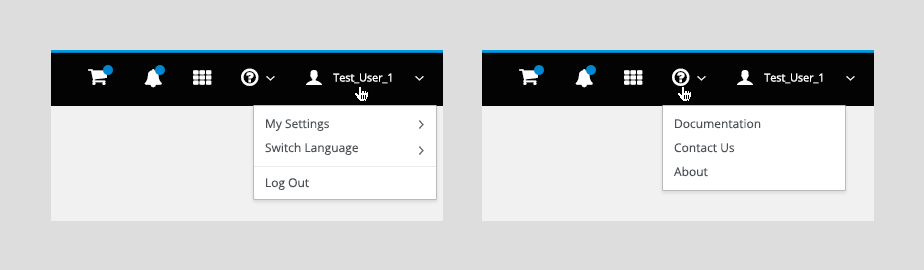 Test_User_1
My Settings
Switch Language
Log Out
Test_User_1
Documentation
Contact Us
About